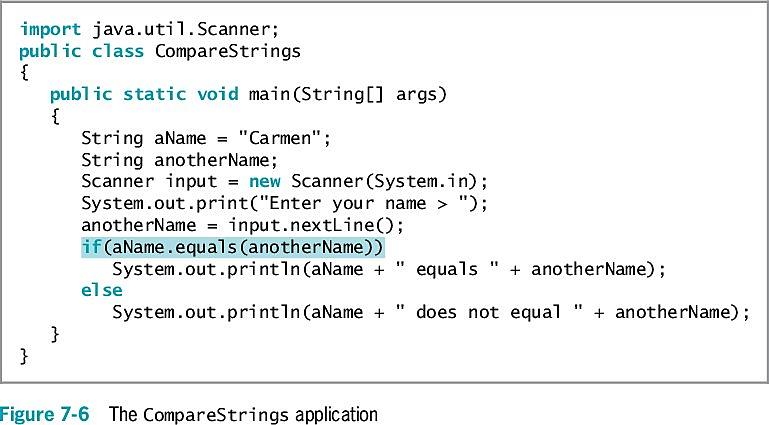 import java.util.Scanner;
public class CompareStrings
{
   public static void main(String[] args)
   {
      String aName = "Carmen";
      String anotherName;
      Scanner input = new Scanner(System.in);
      System.out.print("Enter your name > ");
      anotherName = input.nextLine();
      if(aName.equals(anotherName))
         System.out.println(aName + " equals " + anotherName);
      else
         System.out.println(aName + " does not equal " + anotherName);
   }
}
Figure 7-6 The CompareStrings application